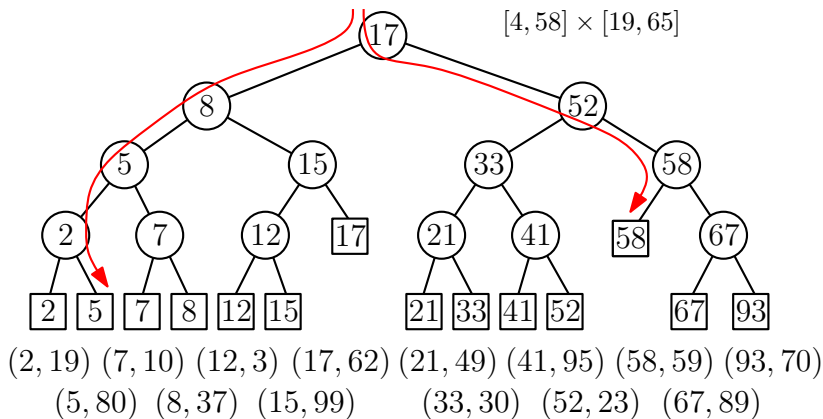 17 [4, 58] × [19, 65]
8 52
5 15 33 58
2 7 12 17 21 41 58 67
2 5 7 8 12 15 21 33 41 52 67 93
(2, 19) (7, 10) (12, 3) (17, 62) (21, 49) (41, 95) (58, 59) (93, 70)
(5, 80) (8, 37) (15, 99) (33, 30) (52, 23) (67, 89)